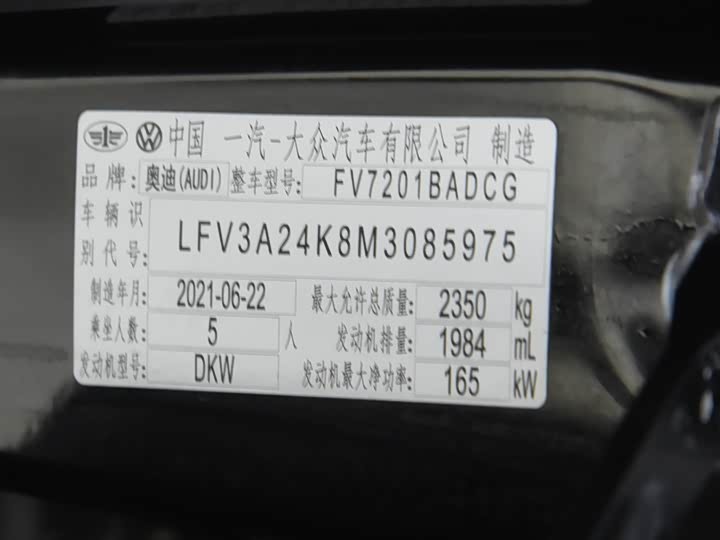 中国 一汽-大众汽车有限公司 制造
品牌: 奥迪(AUDI) 整车型号: FV7201BADCG
车辆识别代号: LFV3A24K8M3085975
制造年月: 2021-06-22 最大允许总质量: 2350 kg
乘坐人数: 5 人 发动机排量: 1984 mL
发动机型号: DKW 发动机最大净功率: 165 kW